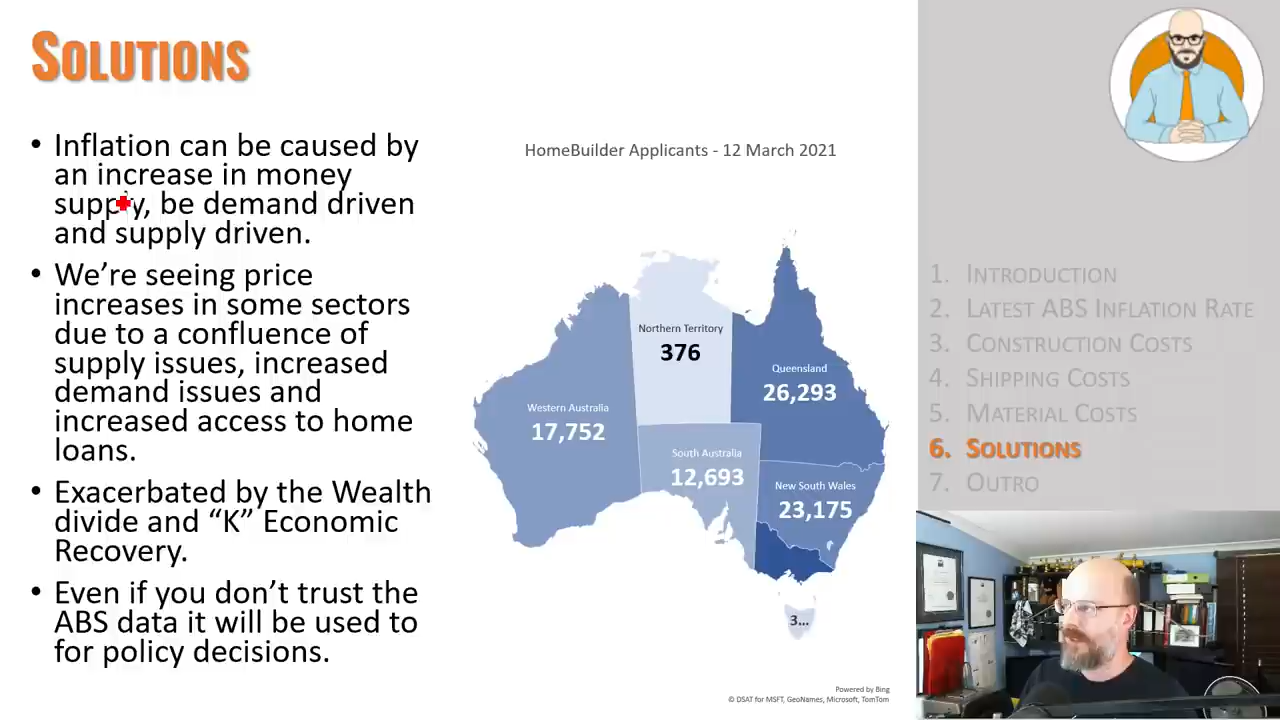 SOLUTIONS
• Inflation can be caused by
an increase in money
supply, be demand driven
and supply driven.
• We're seeing price
increases in some sectors
due to a confluence of
supply issues, increased
demand issues and
increased access to home
loans.
• Exacerbated by the Wealth
divide and “K” Economic
Recovery.
• Even if you don't trust the
ABS data it will be used to
for policy decisions.
HomeBuilder Applicants - 12 March 2021
Northern Territory
376
Queensland
26,293
Western Australia
17,752
South Australia
12,693
New South Wales
23,175
3...
Powered by Bing
© DSAT for MSFT, GeoNames, Microsoft, TomTom
1. INTRODUCTION
2. LATEST ABS INFLATION RATE
3. CONSTRUCTION COSTS
4. SHIPPING COSTS
5. MATERIAL COSTS
6. SOLUTIONS
7. OUTRO